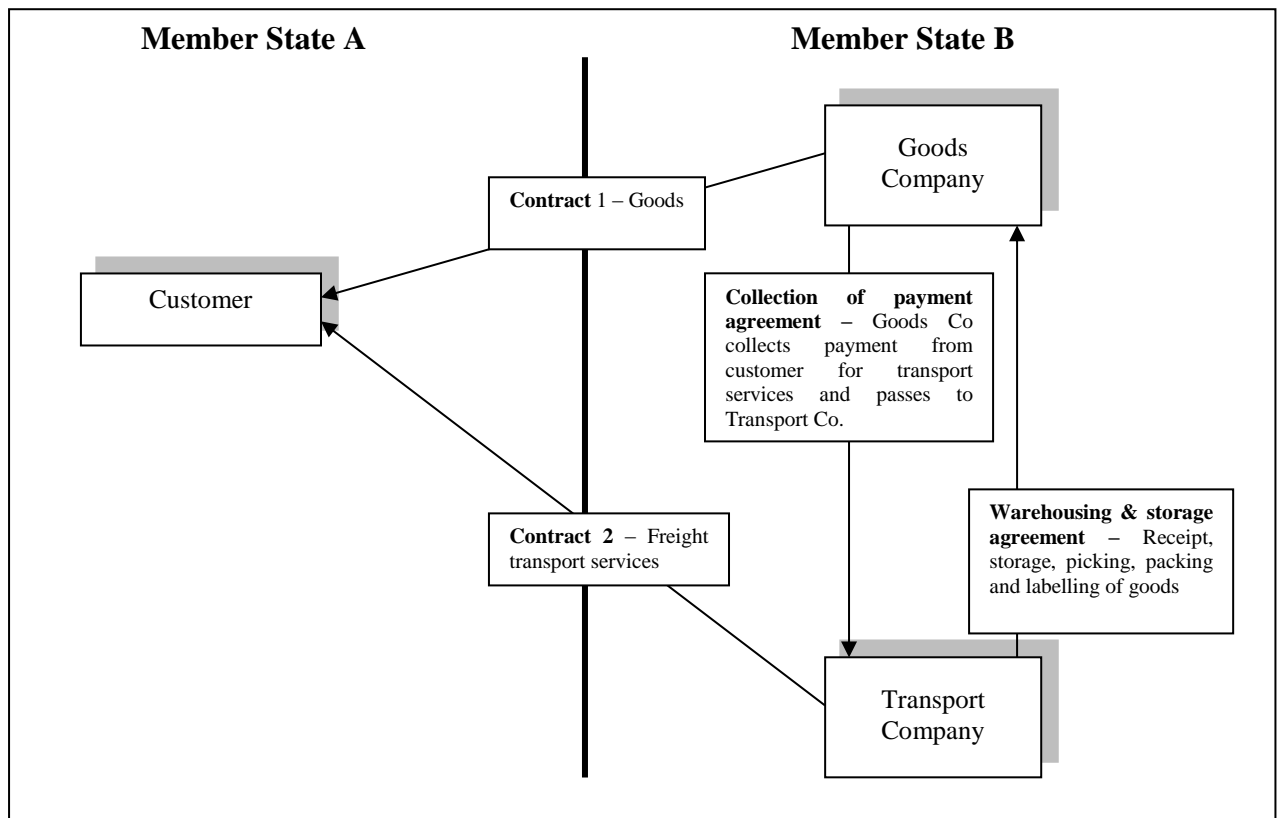 Member State A
Member State B
Goods
Company
Contract 1 – Goods
Customer
Collection of payment
agreement – Goods Co
collects payment from
customer for transport
services and passes to
Transport Co.
Contract 2 – Freight
transport services
Warehousing & storage
agreement – Receipt,
storage, picking, packing
and labelling of goods
Transport
Company